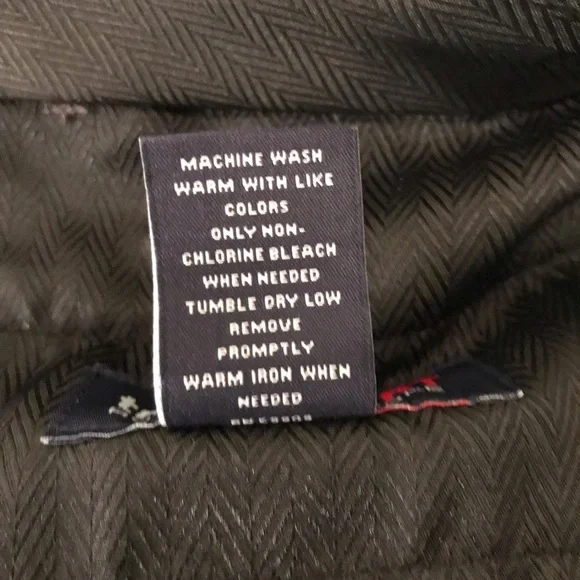 MACHINE WASH
WARM WITH LIKE
COLORS
ONLY NON-
CHLORINE BLEACH
WHEN NEEDED
TUMBLE DRY LOW
REMOVE
PROMPTLY
WARM IRON WHEN
NEEDED